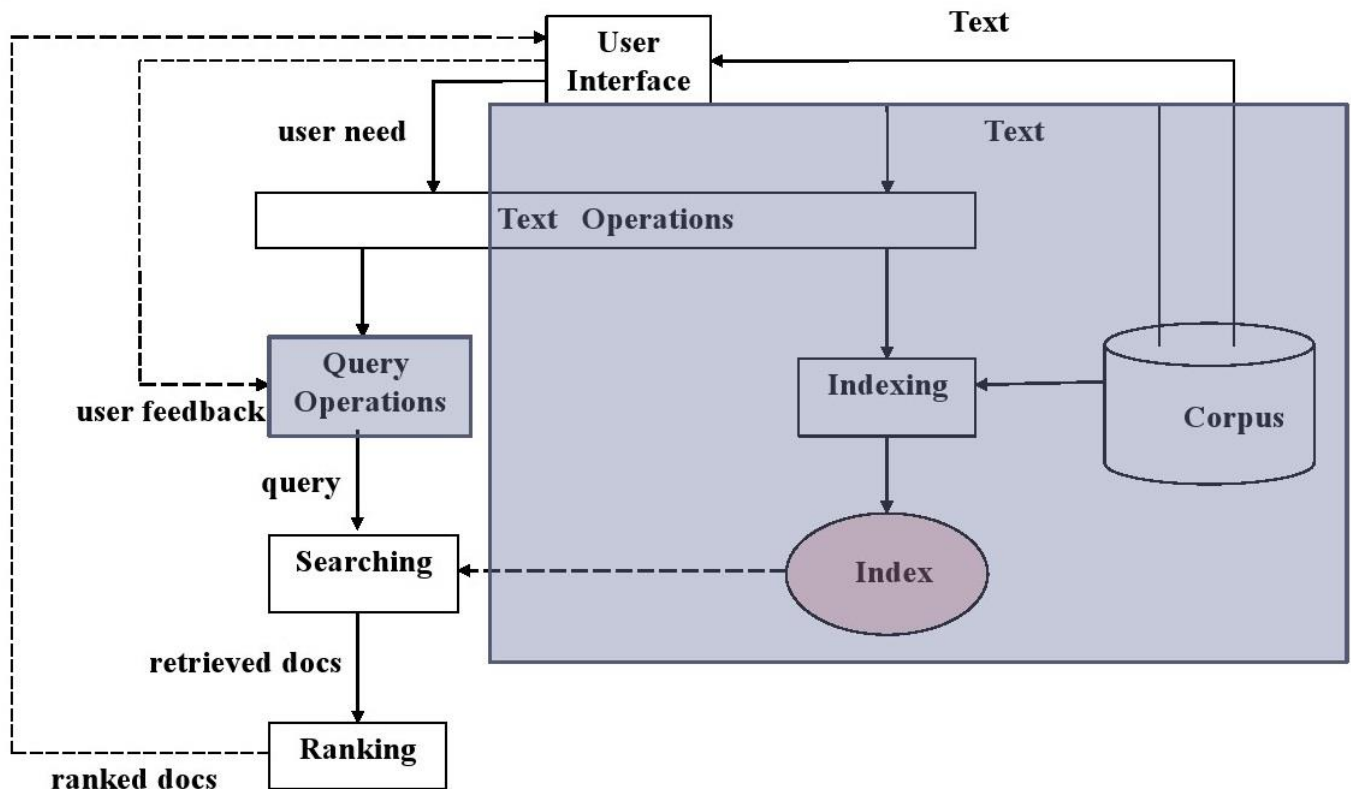 Text
User
Interface
user need
Text
Text Operations
Query
Operations
user feedback
Indexing
Corpus
query
Searching
Index
retrieved docs
Ranking
ranked docs